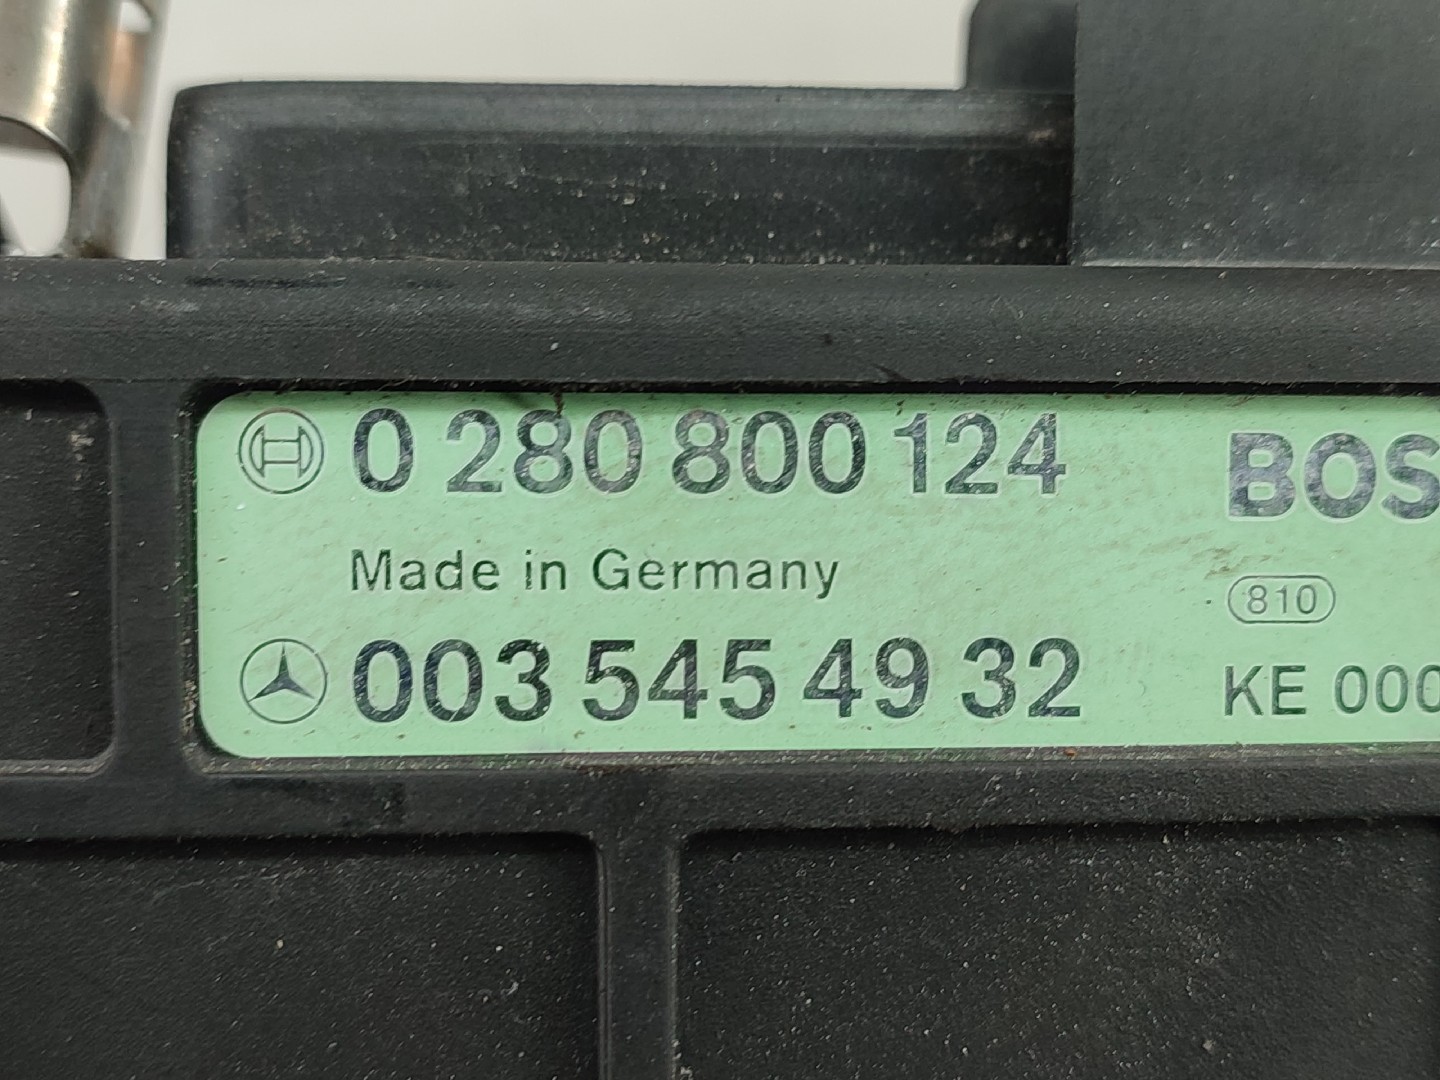 0 280 800 124
BOS
Made in Germany
810
003 545 49 32
KE 000